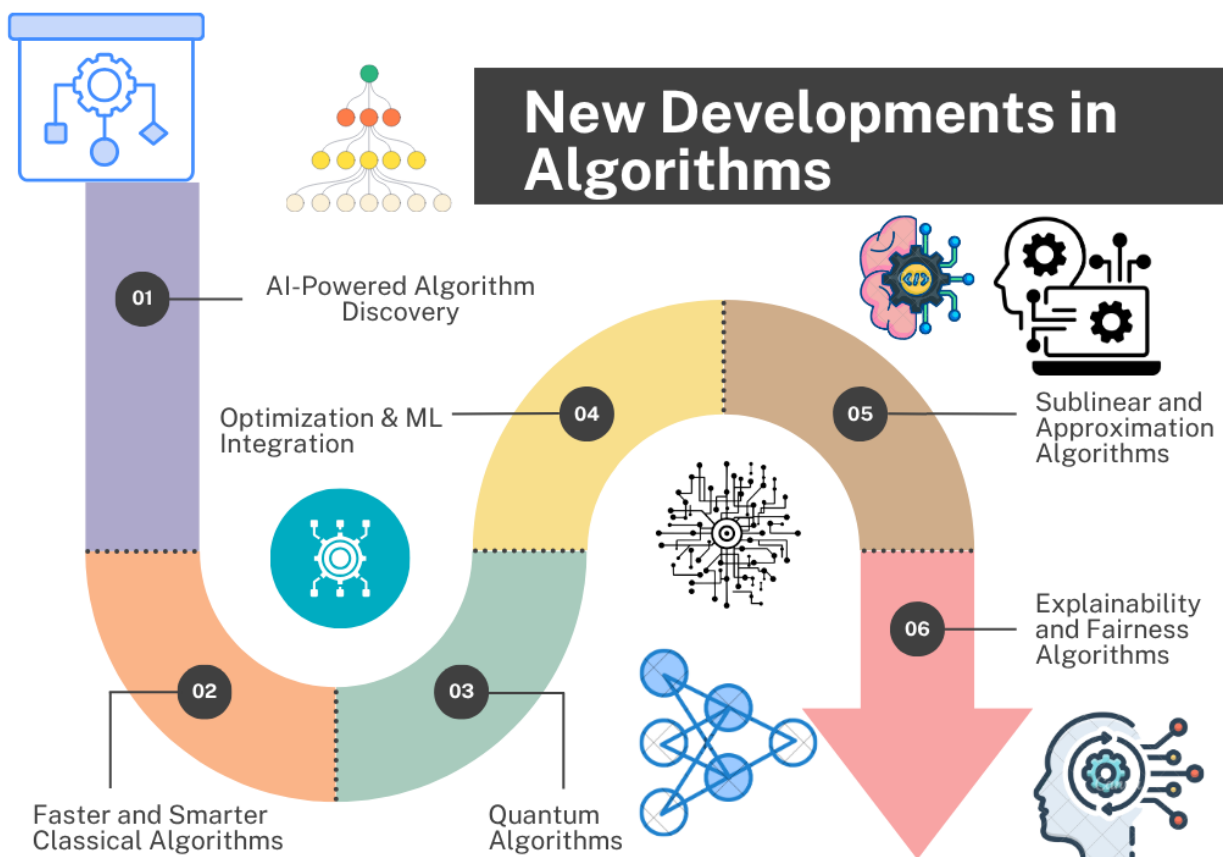 New Developments in
Algorithms
01
AI-Powered Algorithm
Discovery
02
Faster and Smarter
Classical Algorithms
03
Quantum
Algorithms
04
Optimization & ML
Integration
05
Sublinear and
Approximation
Algorithms
06
Explainability
and Fairness
Algorithms